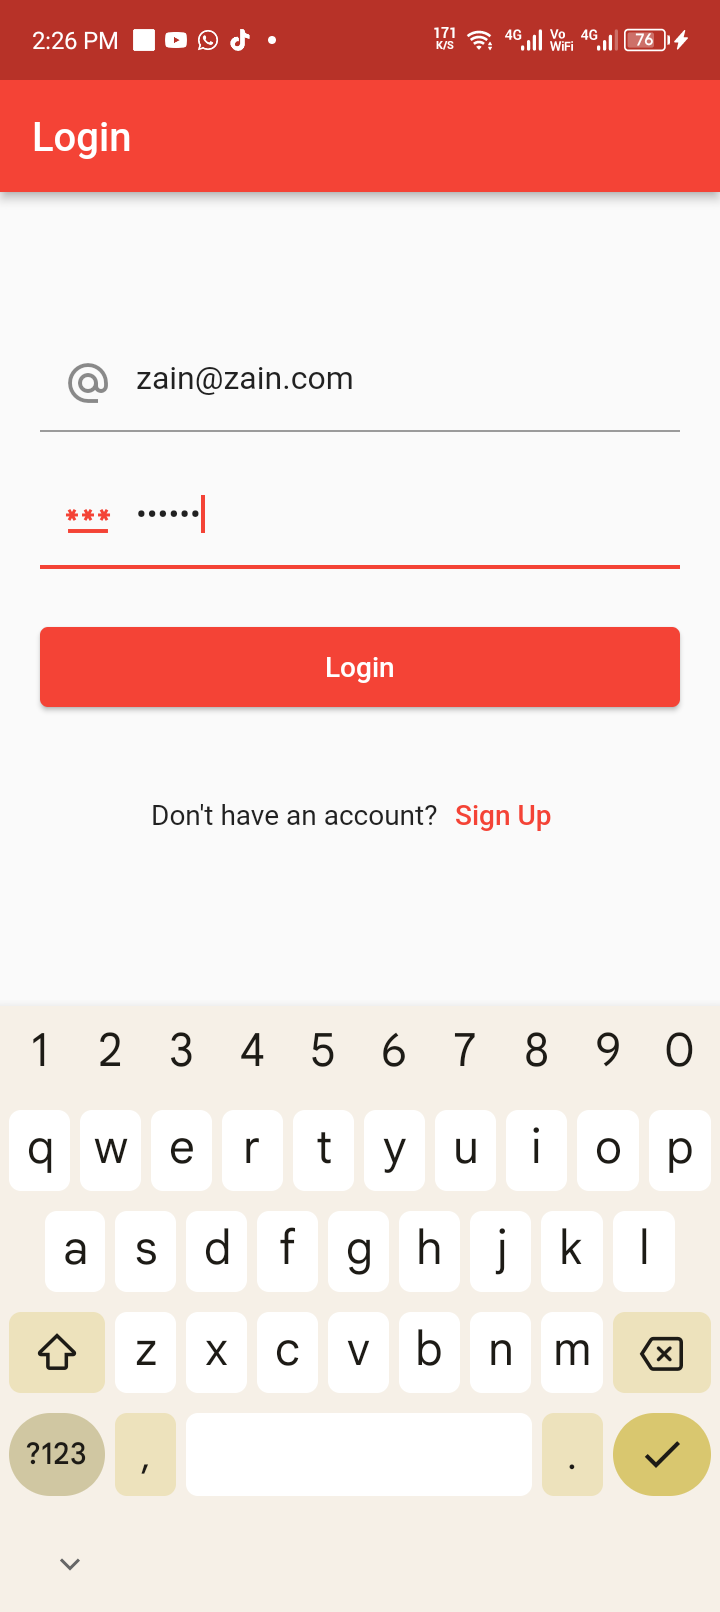 2:26 PM 171 K/S 4G Vo WiFi 4G 76
Login
zain@zain.com
***  ••••••
Login
Don't have an account? Sign Up
1 2 3 4 5 6 7 8 9 0
q w e r t y u i o p
a s d f g h j k l
z x c v b n m
?123 , .